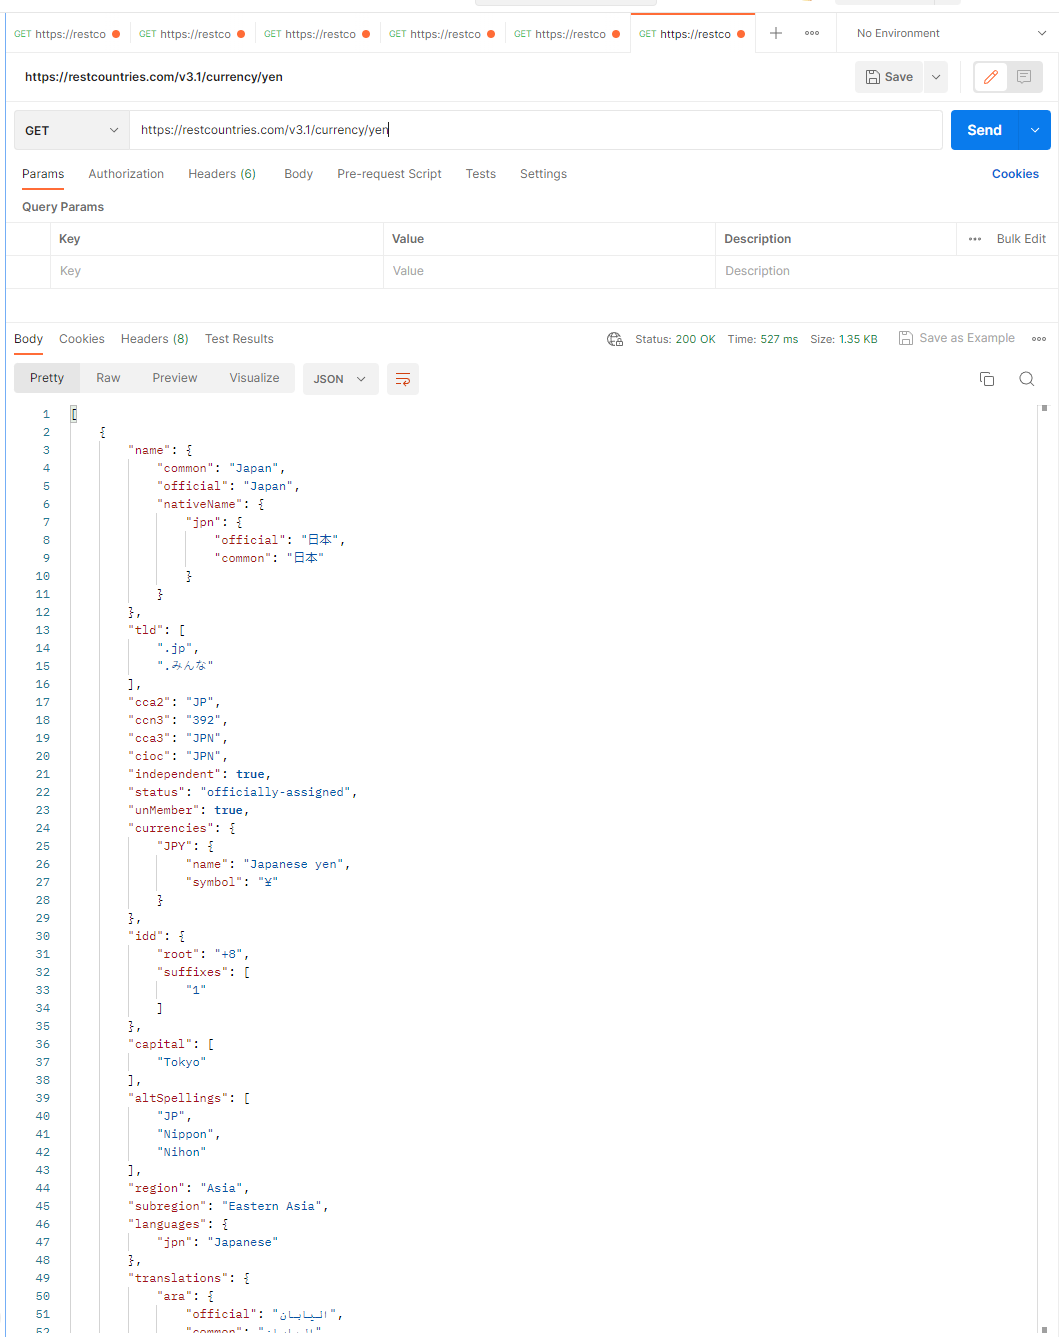 GET https://restco GET https://restco GET https://restco GET https://restco GET https://restco GET https://restco No Environment
https://restcountries.com/v3.1/currency/yen Save
GET https://restcountries.com/v3.1/currency/yen Send
Params Authorization Headers (6) Body Pre-request Script Tests Settings Cookies
Query Params
Key Value Description Bulk Edit
Key Value Description
Body Cookies Headers (8) Test Results Status: 200 OK Time: 527 ms Size: 1.35 KB Save as Example
Pretty Raw Preview Visualize JSON
1 [
2 {
3 "name": {
4 "common": "Japan",
5 "official": "Japan",
6 "nativeName": {
7 "jpn": {
8 "official": "日本",
9 "common": "日本"
10 }
11 }
12 },
13 "tld": [
14 ".jp",
15 ".みんな"
16 ],
17 "cca2": "JP",
18 "ccn3": "392",
19 "cca3": "JPN",
20 "cioc": "JPN",
21 "independent": true,
22 "status": "officially-assigned",
23 "unMember": true,
24 "currencies": {
25 "JPY": {
26 "name": "Japanese yen",
27 "symbol": "¥"
28 }
29 },
30 "idd": {
31 "root": "+8",
32 "suffixes": [
33 "1"
34 ]
35 },
36 "capital": [
37 "Tokyo"
38 ],
39 "altSpellings": [
40 "JP",
41 "Nippon",
42 "Nihon"
43 ],
44 "region": "Asia",
45 "subregion": "Eastern Asia",
46 "languages": {
47 "jpn": "Japanese"
48 },
49 "translations": {
50 "ara": {
51 "official": "اليابان",
52 "common": "اليابان"